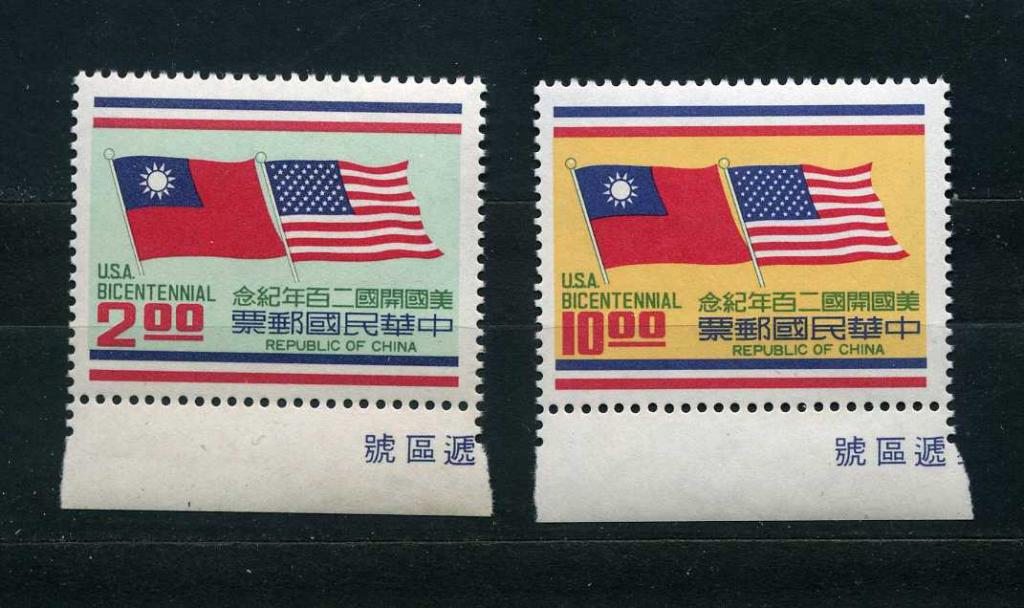 U.S.A.
BICENTENNIAL
2.00
美國開國二百年紀念
中華民國郵票
REPUBLIC OF CHINA
遞區號
U.S.A.
BICENTENNIAL
10.00
美國開國二百年紀念
中華民國郵票
REPUBLIC OF CHINA
遞區號